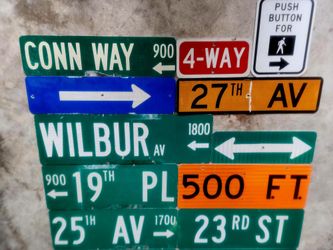 PUSH
BUTTON
FOR
CONN WAY 900
4-WAY
27TH AV
WILBUR AV 1800
900 19TH PL
500 FT
25TH AV 1700
23RD ST